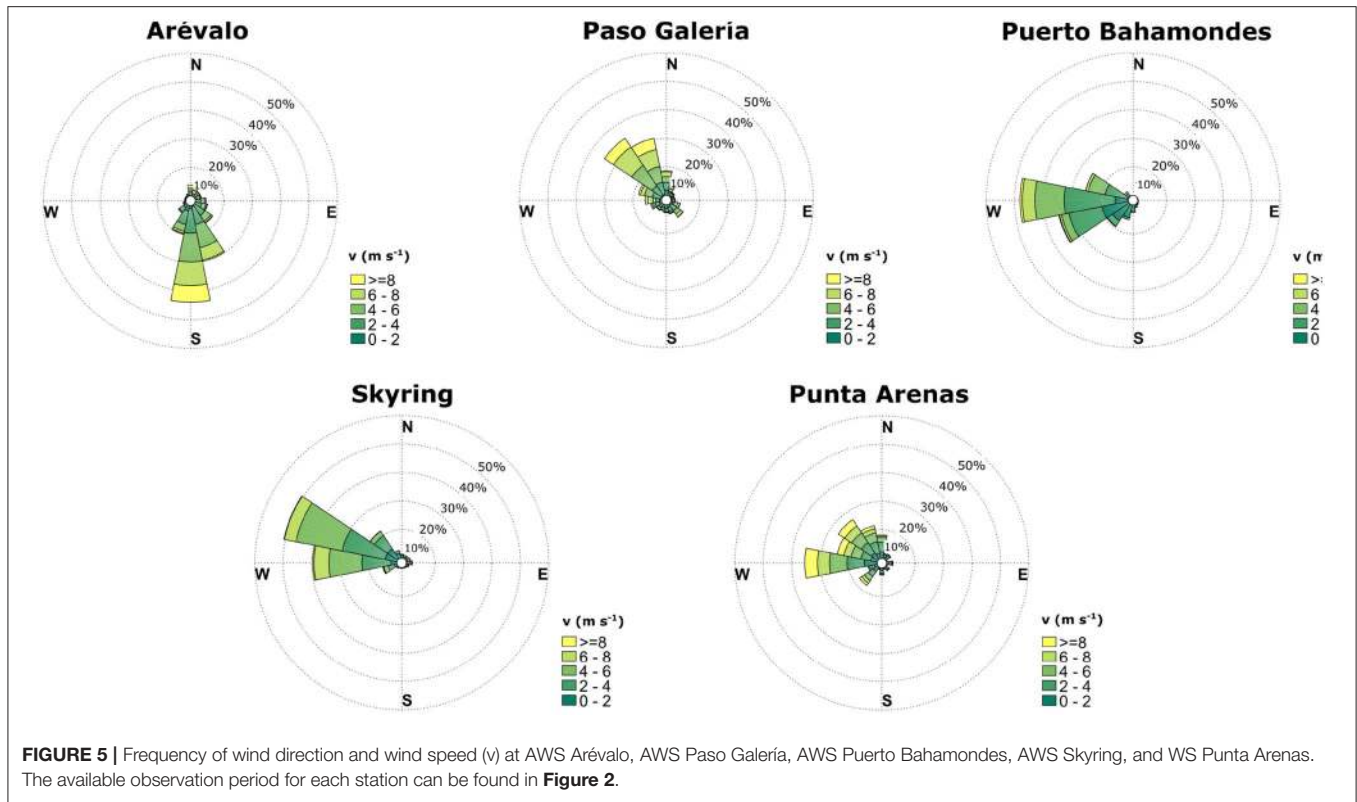 Arévalo
N
50%
40%
30%
20%
10%
W
E
S
v (m s⁻¹)
>=8
6 - 8
4 - 6
2 - 4
0 - 2
Paso Galería
N
50%
40%
30%
20%
10%
W
E
S
v (m s⁻¹)
>=8
6 - 8
4 - 6
2 - 4
0 - 2
Puerto Bahamondes
N
50%
40%
30%
20%
10%
W
E
S
v (m
>
6
4
2
0
Skyring
N
50%
40%
30%
20%
10%
W
E
S
v (m s⁻¹)
>=8
6 - 8
4 - 6
2 - 4
0 - 2
Punta Arenas
N
50%
40%
30%
20%
10%
W
E
S
v (m s⁻¹)
>=8
6 - 8
4 - 6
2 - 4
0 - 2
FIGURE 5 | Frequency of wind direction and wind speed (v) at AWS Arévalo, AWS Paso Galería, AWS Puerto Bahamondes, AWS Skyring, and WS Punta Arenas.
The available observation period for each station can be found in Figure 2.